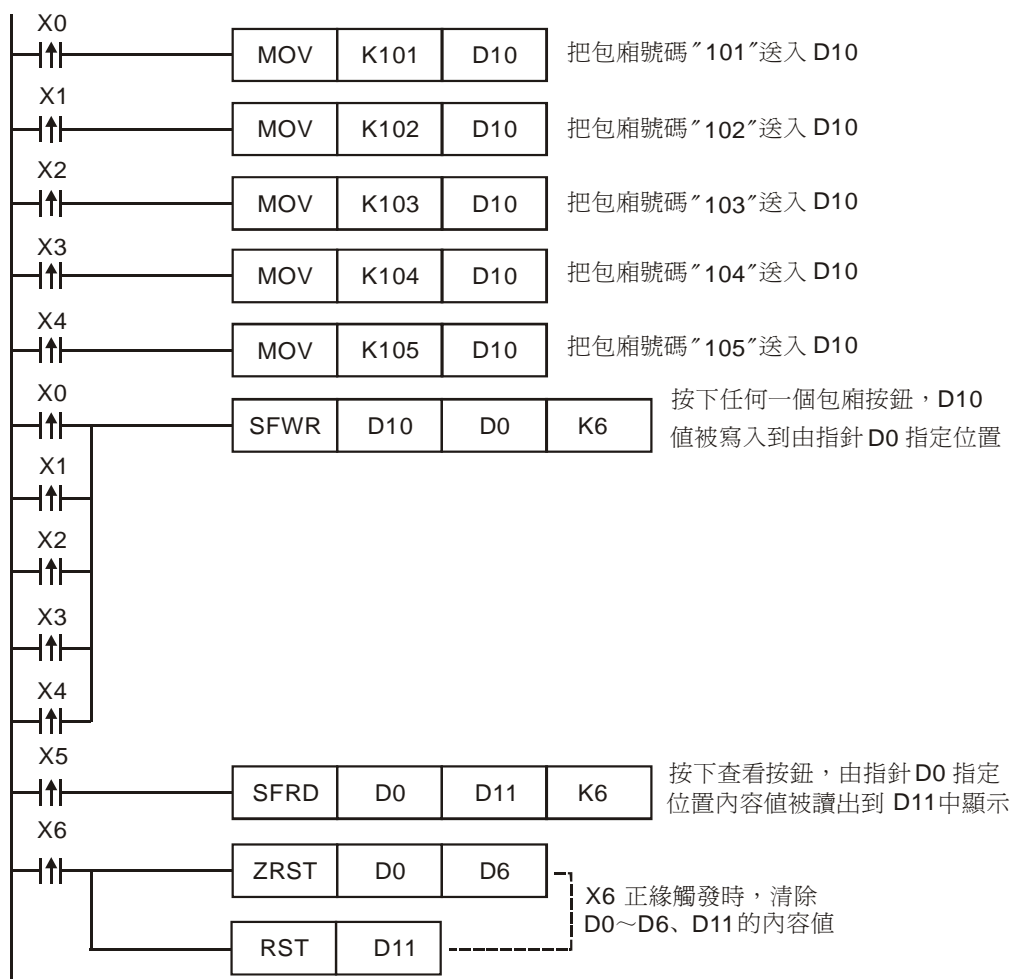 X0
MOV K101 D10 把包廂號碼"101"送入 D10
X1
MOV K102 D10 把包廂號碼"102"送入 D10
X2
MOV K103 D10 把包廂號碼"103"送入 D10
X3
MOV K104 D10 把包廂號碼"104"送入 D10
X4
MOV K105 D10 把包廂號碼"105"送入 D10
X0
SFWR D10 D0 K6
按下任何一個包廂按鈕,D10
值被寫入到由指針 D0 指定位置
X1
X2
X3
X4
X5
SFRD D0 D11 K6
按下查看按鈕,由指針 D0 指定
位置內容值被讀出到 D11中顯示
X6
ZRST D0 D6
X6 正緣觸發時,清除
D0～D6、D11的內容值
RST D11